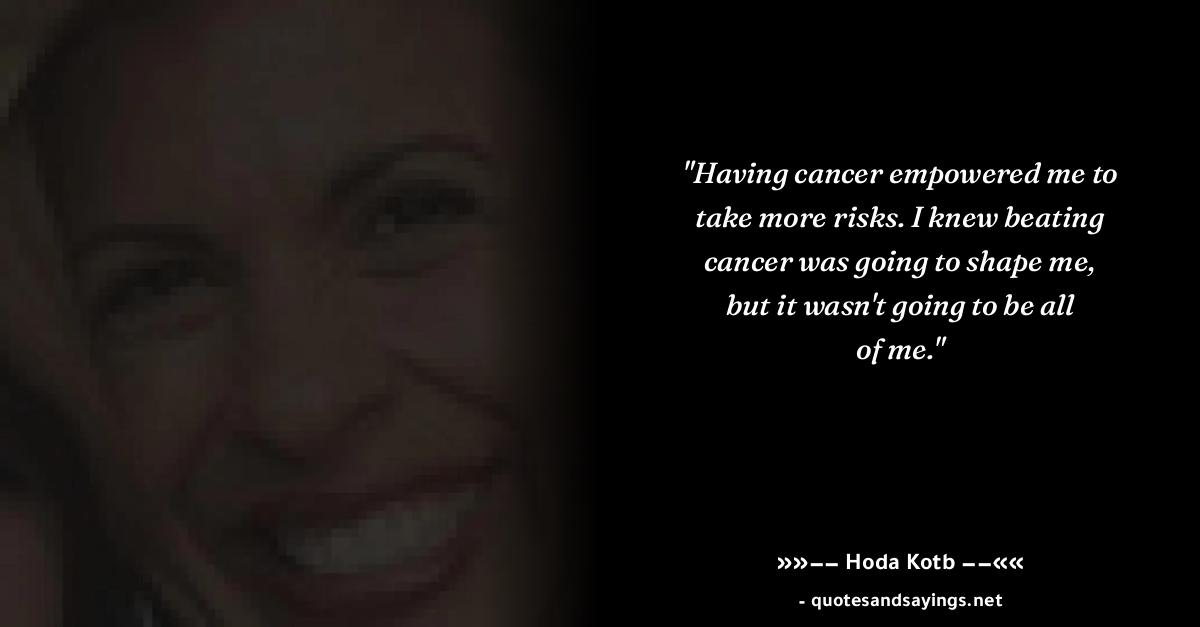 "Having cancer empowered me to
take more risks. I knew beating
cancer was going to shape me,
but it wasn't going to be all
of me."
»»–– Hoda Kotb ––««
- quotesandsayings.net